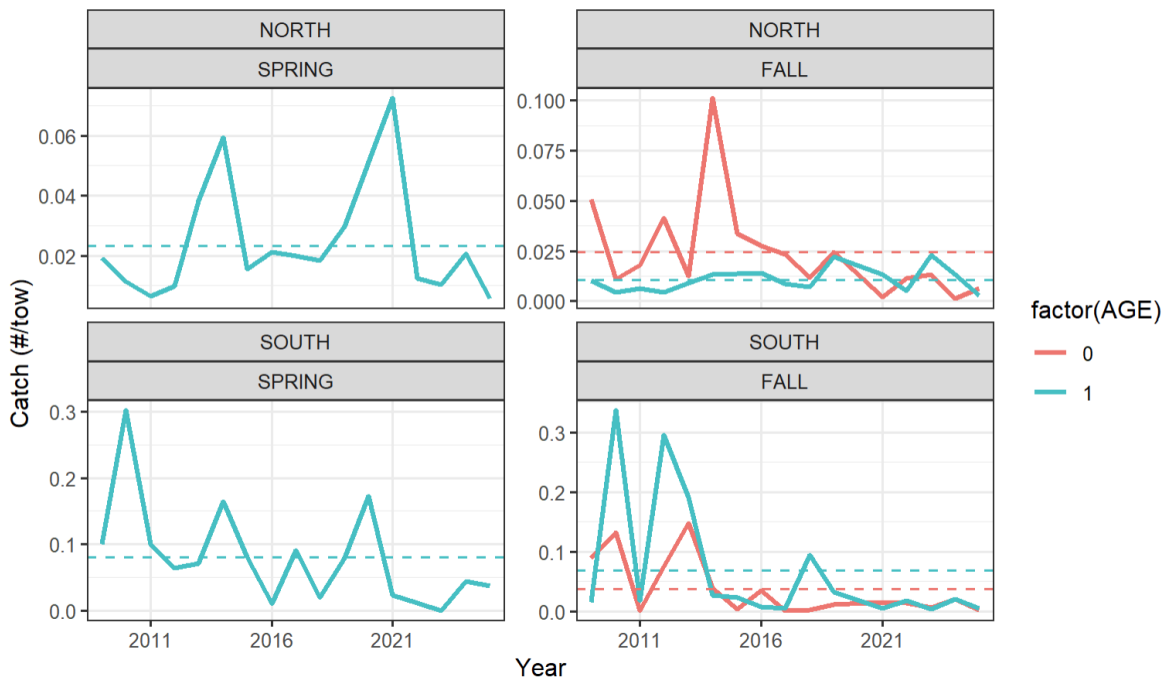 NORTH
SPRING
0.06
0.04
0.02
NORTH
FALL
0.100
0.075
0.050
0.025
0.000
SOUTH
SPRING
0.3
0.2
0.1
0.0
2011
2016
2021
SOUTH
FALL
0.3
0.2
0.1
0.0
2011
2016
2021
Catch (#/tow)
Year
factor(AGE)
0
1